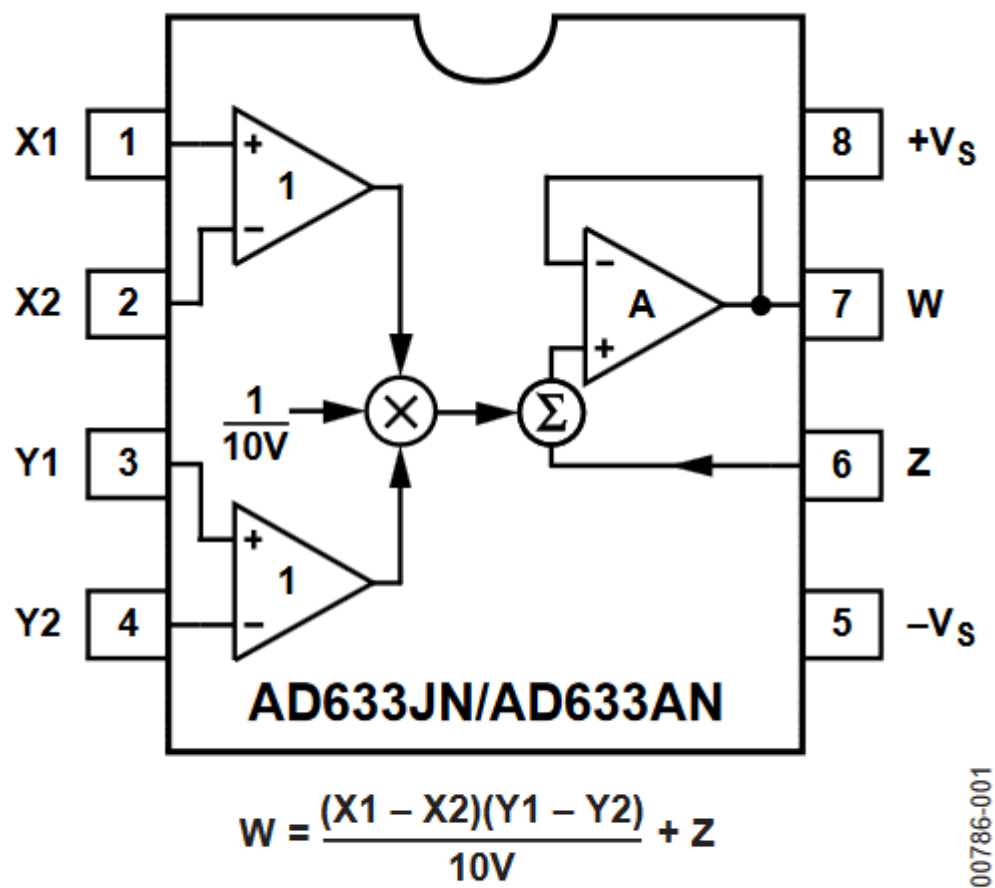 X1 1 + 1 8 +VS
X2 2 −
− A 7 W
+
1
10V × Σ
Y1 3 + 6 Z
1
Y2 4 − 5 –VS
AD633JN/AD633AN
W = (X1 – X2)(Y1 – Y2) + Z
10V
00786-001